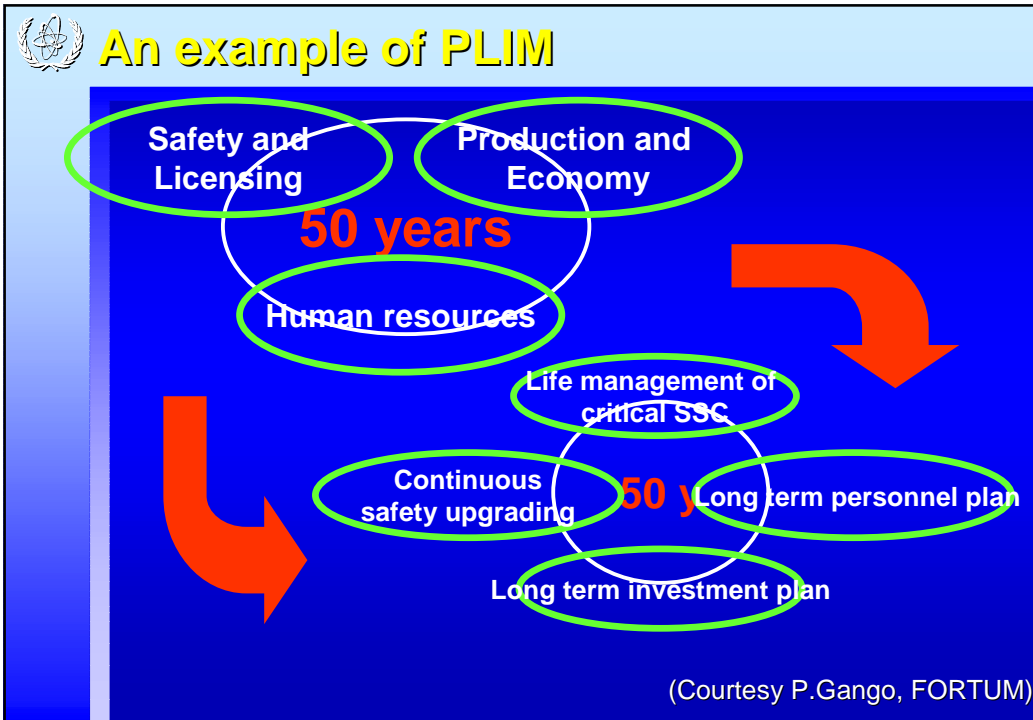 An example of PLIM
Safety and
Licensing
Production and
Economy
50 years
Human resources
Life management of
critical SSC
Continuous
safety upgrading
50 y
Long term personnel plan
Long term investment plan
(Courtesy P.Gango, FORTUM)